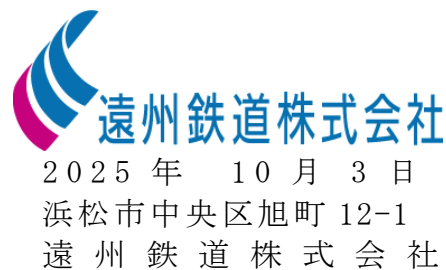 遠州鉄道株式会社
2025 年 10 月 3 日
浜松市中央区旭町 12-1
遠 州 鉄 道 株 式 会 社